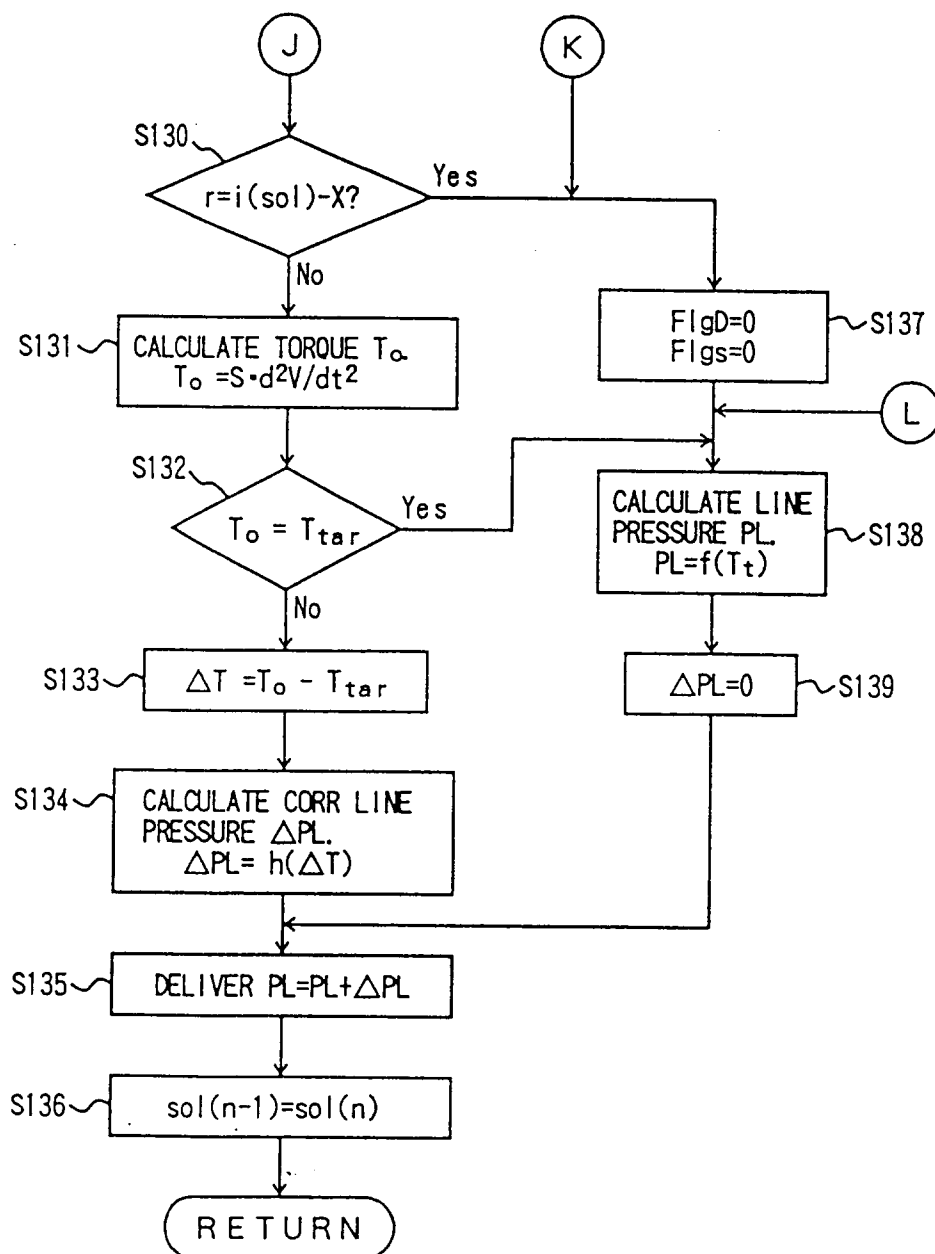 J
K
S130
r=i(sol)-X?
Yes
No
S131
CALCULATE TORQUE To.
To =S・d²V/dt²
FlgD=0
Flgs=0
S137
L
S132
To = Ttar
Yes
No
CALCULATE LINE
PRESSURE PL.
PL=f(Tt)
S138
S133
△T =To - Ttar
△PL=0
S139
S134
CALCULATE CORR LINE
PRESSURE △PL.
△PL= h(△T)
S135
DELIVER PL=PL+△PL
S136
sol(n-1)=sol(n)
RETURN